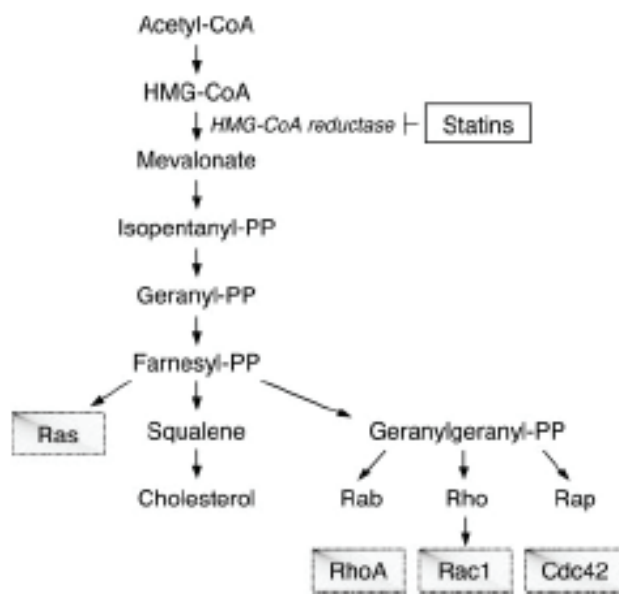 Acetyl-CoA
HMG-CoA
HMG-CoA reductase
Statins
Mevalonate
Isopentanyl-PP
Geranyl-PP
Farnesyl-PP
Ras
Squalene
Geranylgeranyl-PP
Cholesterol
Rab
Rho
Rap
RhoA
Rac1
Cdc42